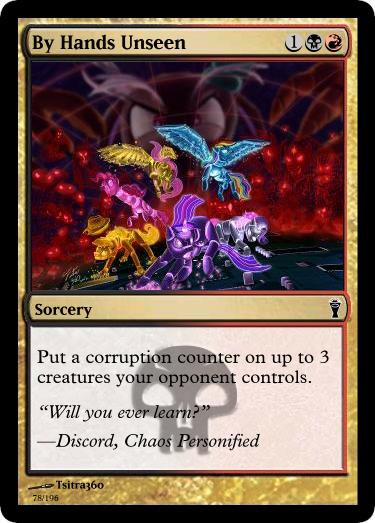 By Hands Unseen 1
Sorcery
Put a corruption counter on up to 3
creatures your opponent controls.
“Will you ever learn?”
—Discord, Chaos Personified
Tsitra360
78/196